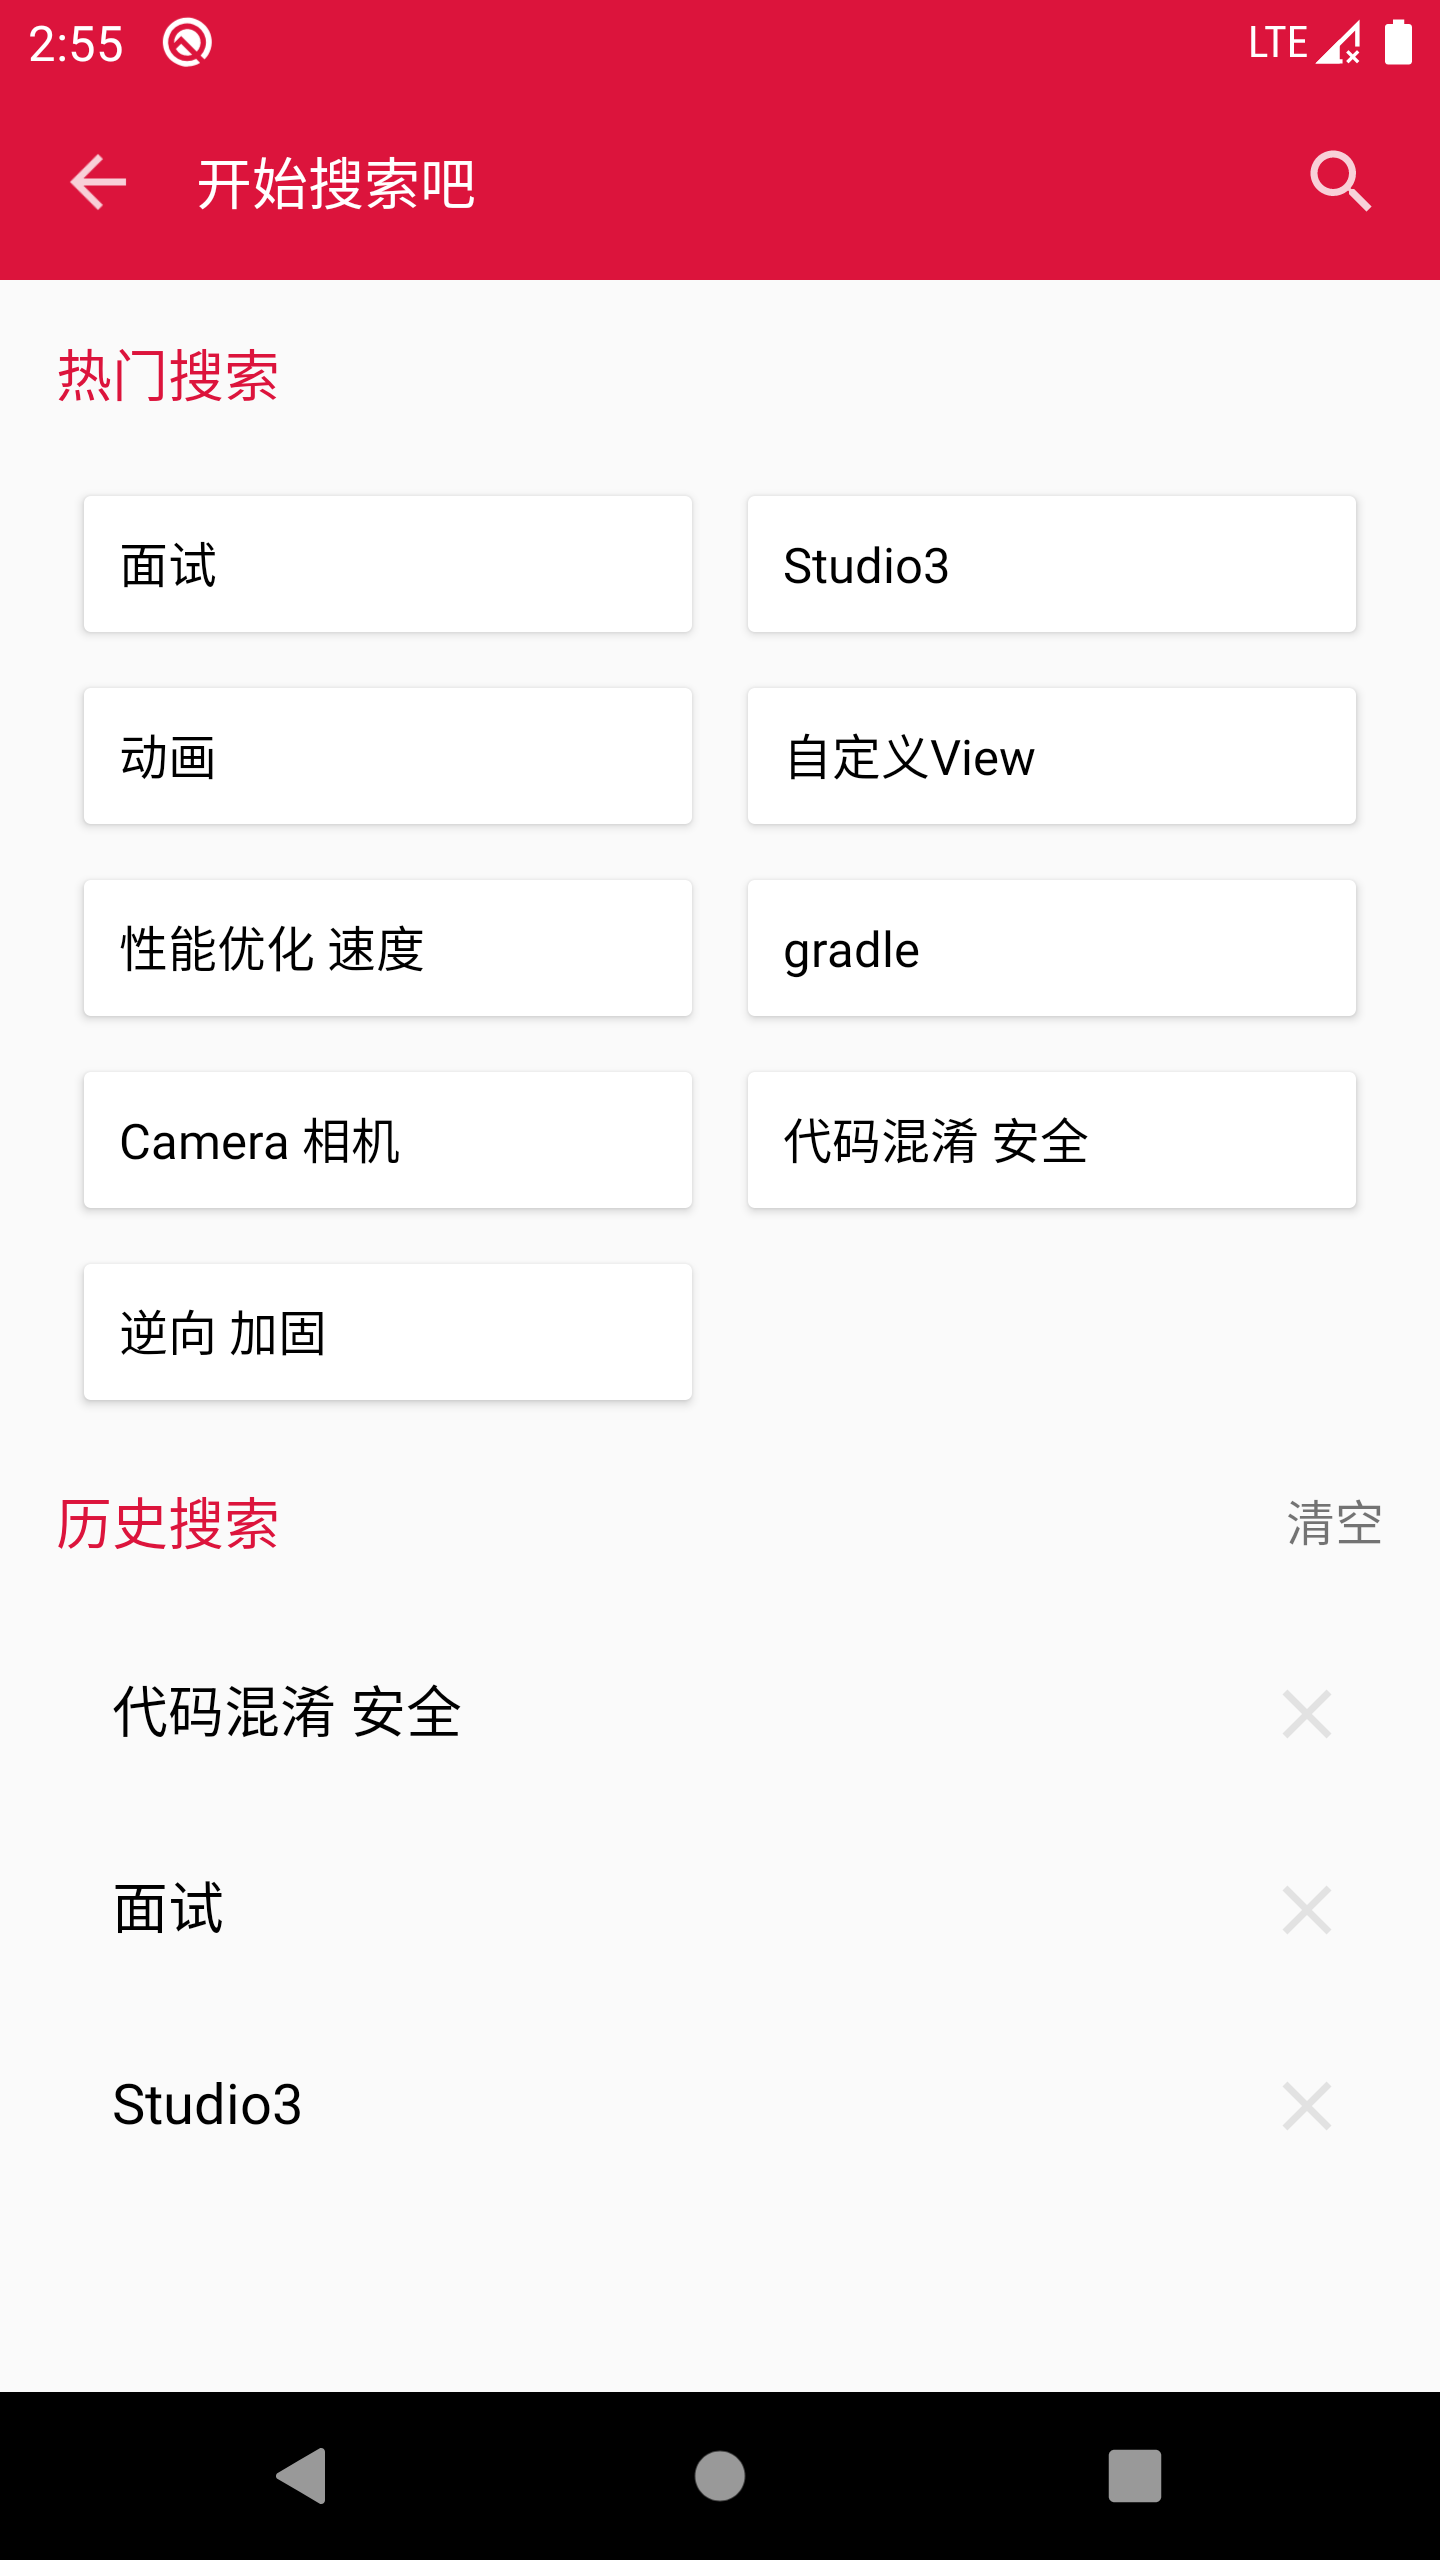 2:55 LTE
开始搜索吧
热门搜索
面试 Studio3
动画 自定义View
性能优化 速度 gradle
Camera 相机 代码混淆 安全
逆向 加固
历史搜索 清空
代码混淆 安全
面试
Studio3